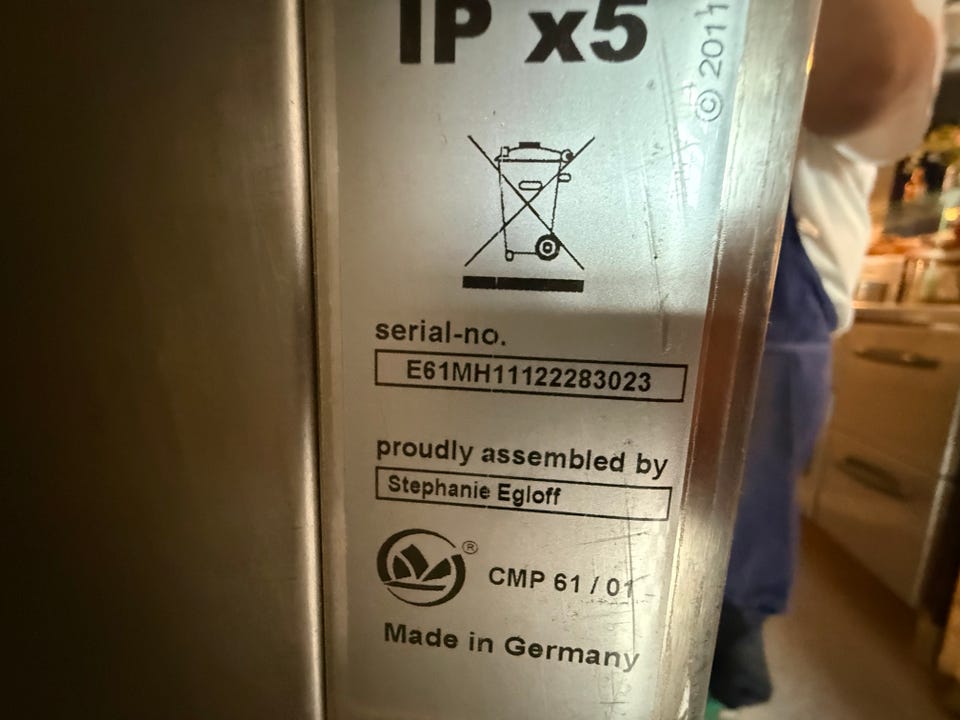 IP x5
© 2011
serial-no.
E61MH11122283023
proudly assembled by
Stephanie Egloff
®
CMP 61 / 01
Made in Germany